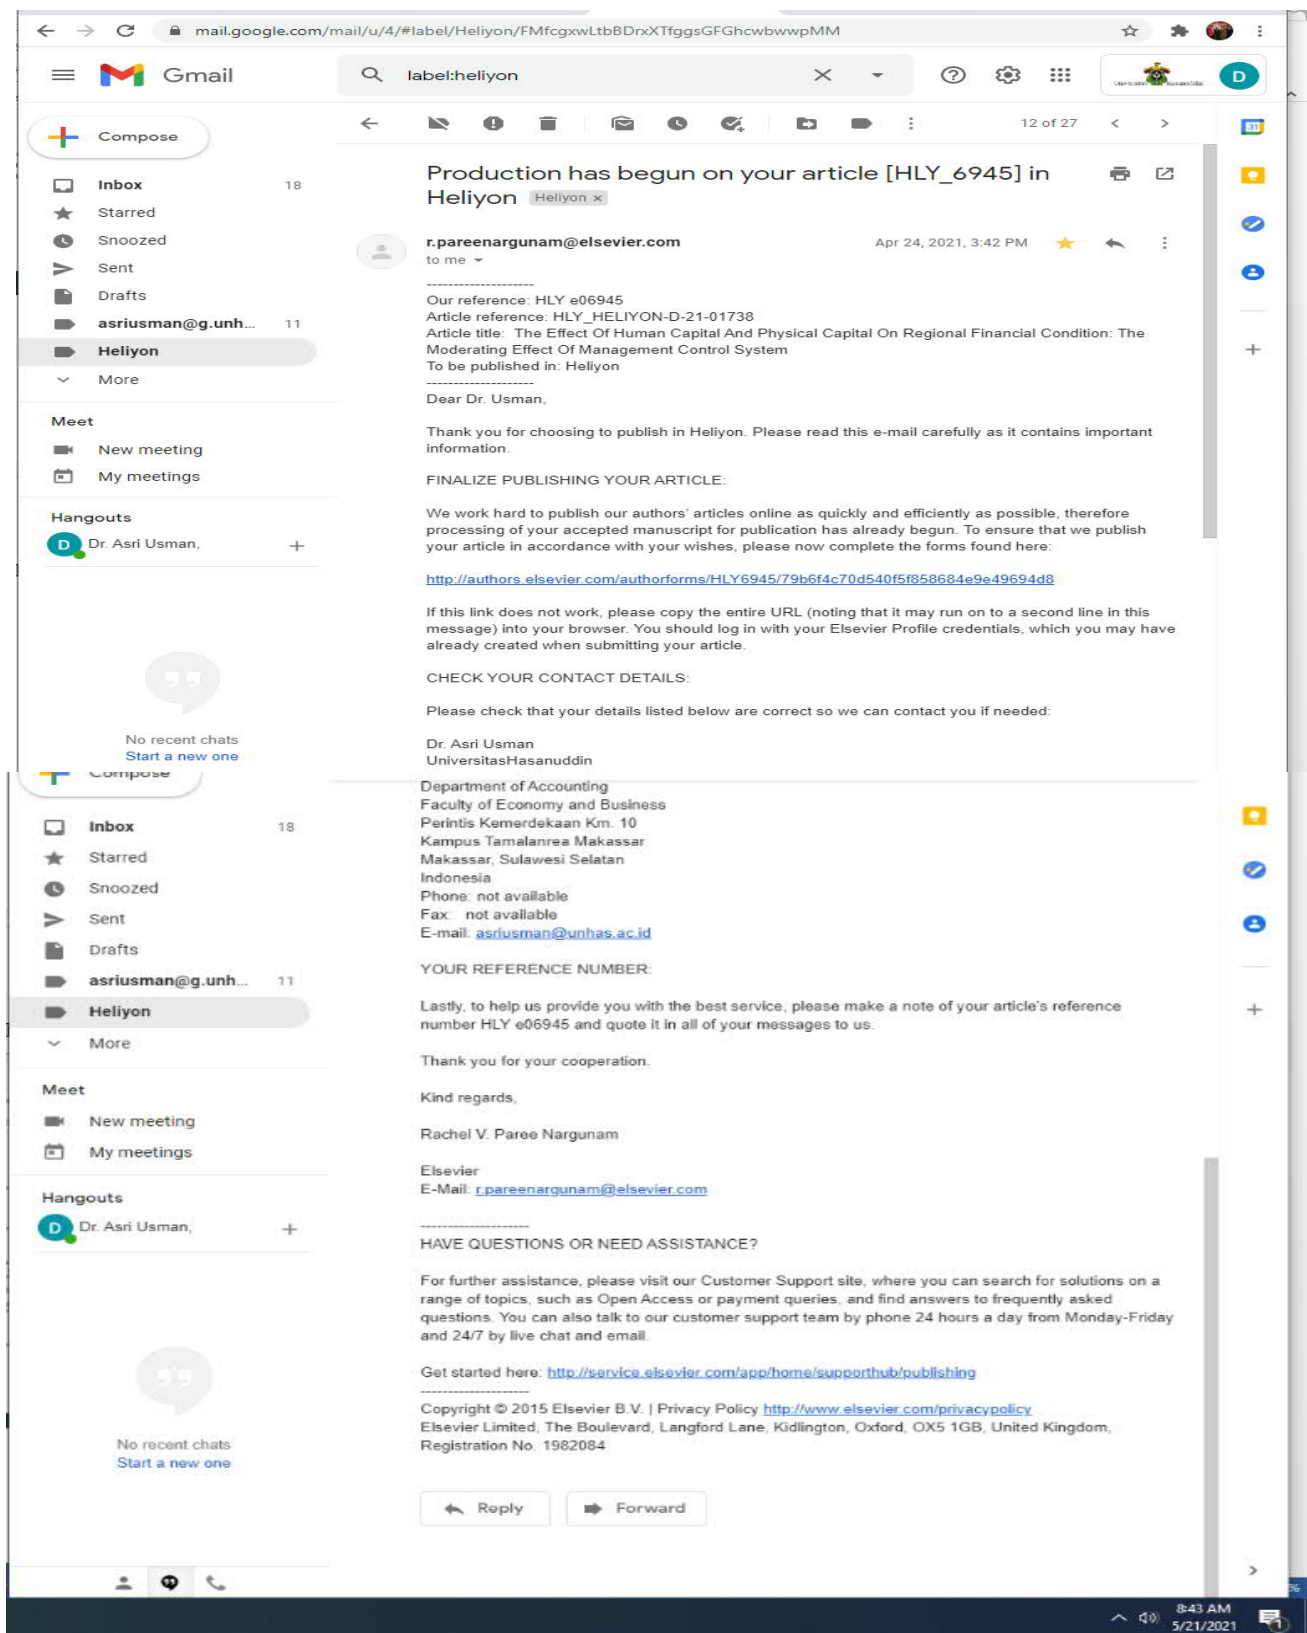 mail.google.com/mail/u/4/#label/Heliyon/FMfcgxwLtbBDrxXTfggsGFGhcwbwwpMM
Gmail
label:heliyon
D
Compose
12 of 27
31
Production has begun on your article [HLY_6945] in
Heliyon Heliyon x
Inbox 18
Starred
Snoozed
Sent
Drafts
asriusman@g.unh... 11
Heliyon
More
Meet
New meeting
My meetings
Hangouts
D Dr. Asri Usman,
No recent chats
Start a new one
r.pareenargunam@elsevier.com Apr 24, 2021, 3:42 PM
to me
--------------------
Our reference: HLY e06945
Article reference: HLY_HELIYON-D-21-01738
Article title: The Effect Of Human Capital And Physical Capital On Regional Financial Condition: The
Moderating Effect Of Management Control System
To be published in: Heliyon
--------------------
Dear Dr. Usman,
Thank you for choosing to publish in Heliyon. Please read this e-mail carefully as it contains important
information.
FINALIZE PUBLISHING YOUR ARTICLE:
We work hard to publish our authors' articles online as quickly and efficiently as possible, therefore
processing of your accepted manuscript for publication has already begun. To ensure that we publish
your article in accordance with your wishes, please now complete the forms found here:
http://authors.elsevier.com/authorforms/HLY6945/79b6f4c70d540f5f858684e9e49694d8
If this link does not work, please copy the entire URL (noting that it may run on to a second line in this
message) into your browser. You should log in with your Elsevier Profile credentials, which you may have
already created when submitting your article.
CHECK YOUR CONTACT DETAILS:
Please check that your details listed below are correct so we can contact you if needed:
Dr. Asri Usman
UniversitasHasanuddin
Compose
Inbox 18
Starred
Snoozed
Sent
Drafts
asriusman@g.unh... 11
Heliyon
More
Meet
New meeting
My meetings
Hangouts
D Dr. Asri Usman,
No recent chats
Start a new one
Department of Accounting
Faculty of Economy and Business
Perintis Kemerdekaan Km. 10
Kampus Tamalanrea Makassar
Makassar, Sulawesi Selatan
Indonesia
Phone: not available
Fax: not available
E-mail: asriusman@unhas.ac.id
YOUR REFERENCE NUMBER:
Lastly, to help us provide you with the best service, please make a note of your article's reference
number HLY e06945 and quote it in all of your messages to us.
Thank you for your cooperation.
Kind regards,
Rachel V. Paree Nargunam
Elsevier
E-Mail: r.pareenargunam@elsevier.com
--------------------
HAVE QUESTIONS OR NEED ASSISTANCE?
For further assistance, please visit our Customer Support site, where you can search for solutions on a
range of topics, such as Open Access or payment queries, and find answers to frequently asked
questions. You can also talk to our customer support team by phone 24 hours a day from Monday-Friday
and 24/7 by live chat and email.
Get started here: http://service.elsevier.com/app/home/supporthub/publishing
--------------------
Copyright © 2015 Elsevier B.V. | Privacy Policy http://www.elsevier.com/privacypolicy
Elsevier Limited, The Boulevard, Langford Lane, Kidlington, Oxford, OX5 1GB, United Kingdom,
Registration No. 1982084
Reply Forward
%
8:43 AM
5/21/2021
1